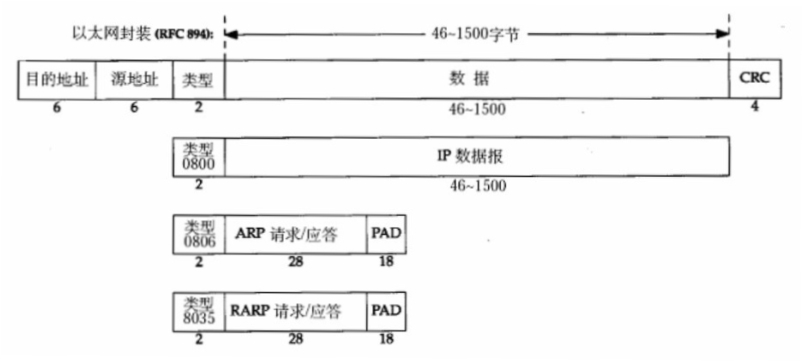 以太网封装 (RFC 894):
46~1500字节
目的地址 源地址 类型 数据 CRC
6 6 2 46~1500 4
类型 0800 IP 数据报
2 46~1500
类型 0806 ARP 请求/应答 PAD
2 28 18
类型 8035 RARP 请求/应答 PAD
2 28 18